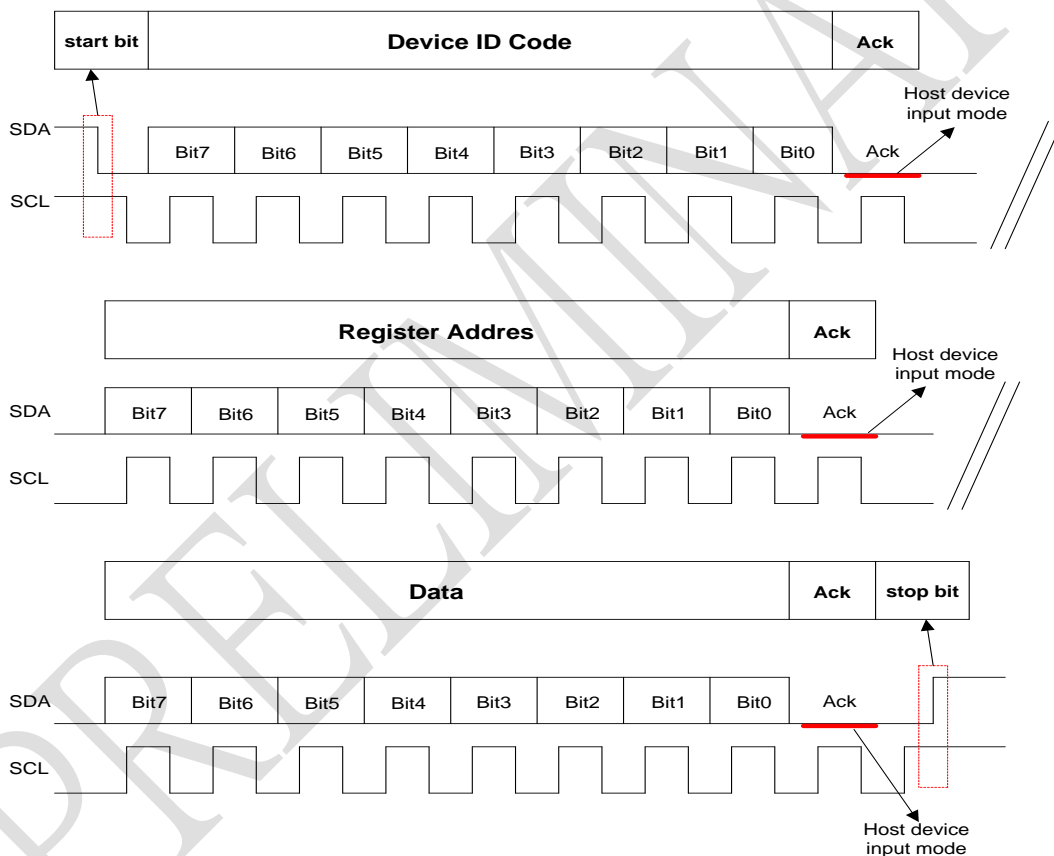 start bit Device ID Code Ack
Host device
input mode
SDA Bit7 Bit6 Bit5 Bit4 Bit3 Bit2 Bit1 Bit0 Ack
SCL
Register Addres Ack
Host device
input mode
SDA Bit7 Bit6 Bit5 Bit4 Bit3 Bit2 Bit1 Bit0 Ack
SCL
Data Ack stop bit
SDA Bit7 Bit6 Bit5 Bit4 Bit3 Bit2 Bit1 Bit0 Ack
SCL
Host device
input mode
PRELIMINA